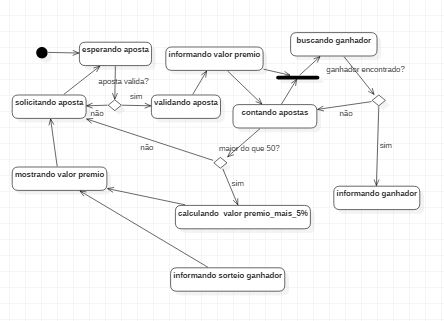 buscando ganhador
esperando aposta
informando valor premio
aposta valida?
ganhador encontrado?
sim
solicitando aposta
validando aposta
não
contando apostas
não
não
major do que 50?
sim
mostrando valor premio
sim
informando ganhador
calculando valor premio_mais_5%
informando sorteio ganhador